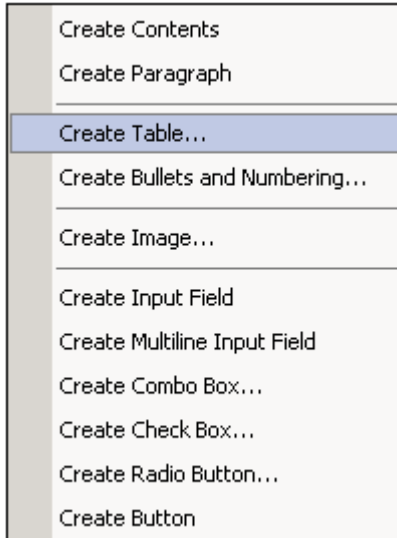 Create Contents
Create Paragraph
Create Table...
Create Bullets and Numbering...
Create Image...
Create Input Field
Create Multiline Input Field
Create Combo Box...
Create Check Box...
Create Radio Button...
Create Button